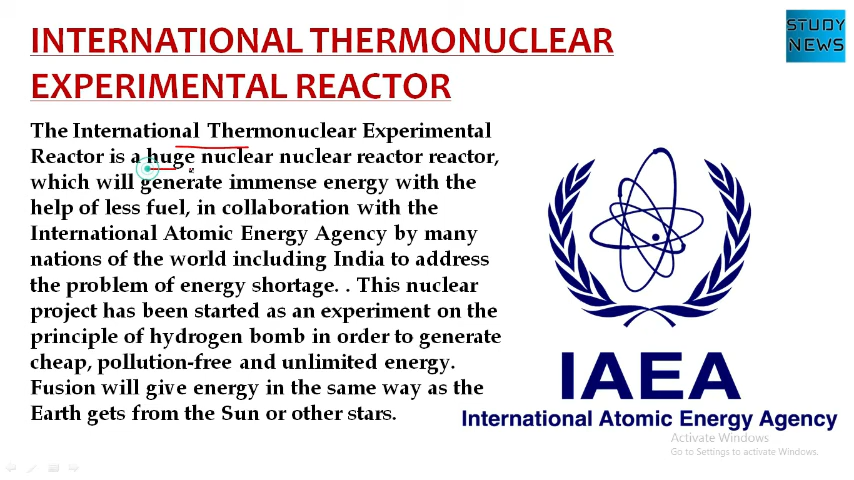 INTERNATIONAL THERMONUCLEAR
EXPERIMENTAL REACTOR
STUDY
NEWS
The International Thermonuclear Experimental
Reactor is a huge nuclear nuclear reactor reactor,
which will generate immense energy with the
help of less fuel, in collaboration with the
International Atomic Energy Agency by many
nations of the world including India to address
the problem of energy shortage. . This nuclear
project has been started as an experiment on the
principle of hydrogen bomb in order to generate
cheap, pollution-free and unlimited energy.
Fusion will give energy in the same way as the
Earth gets from the Sun or other stars.
IAEA
International Atomic Energy Agency
Activate Windows
Go to Settings to activate Windows.